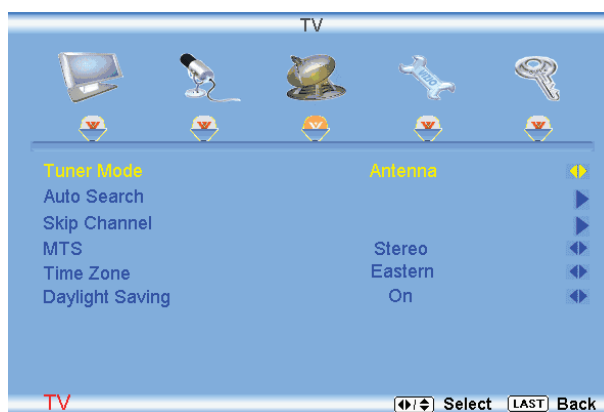 TV
VIZIO
Tuner Mode Antenna
Auto Search
Skip Channel
MTS Stereo
Time Zone Eastern
Daylight Saving On
TV Select LAST Back